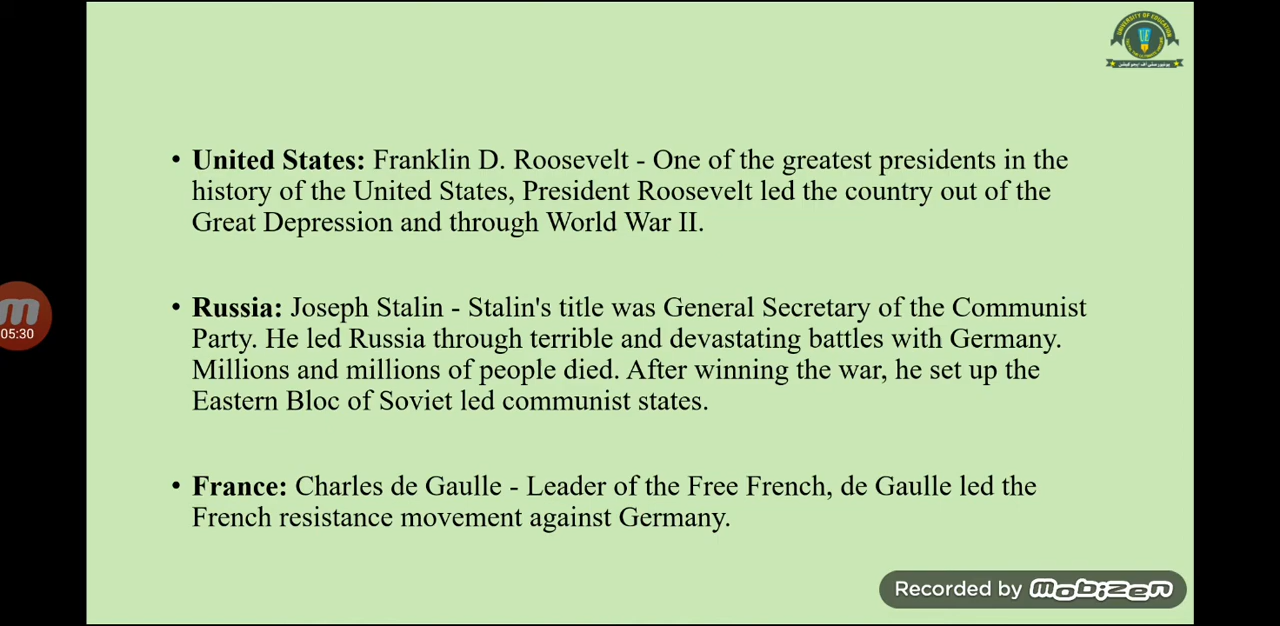 UNIVERSITY OF EDUCATION
UE
• United States: Franklin D. Roosevelt - One of the greatest presidents in the
history of the United States, President Roosevelt led the country out of the
Great Depression and through World War II.
• Russia: Joseph Stalin - Stalin's title was General Secretary of the Communist
Party. He led Russia through terrible and devastating battles with Germany.
Millions and millions of people died. After winning the war, he set up the
Eastern Bloc of Soviet led communist states.
m
05:30
• France: Charles de Gaulle - Leader of the Free French, de Gaulle led the
French resistance movement against Germany.
Recorded by mobizen